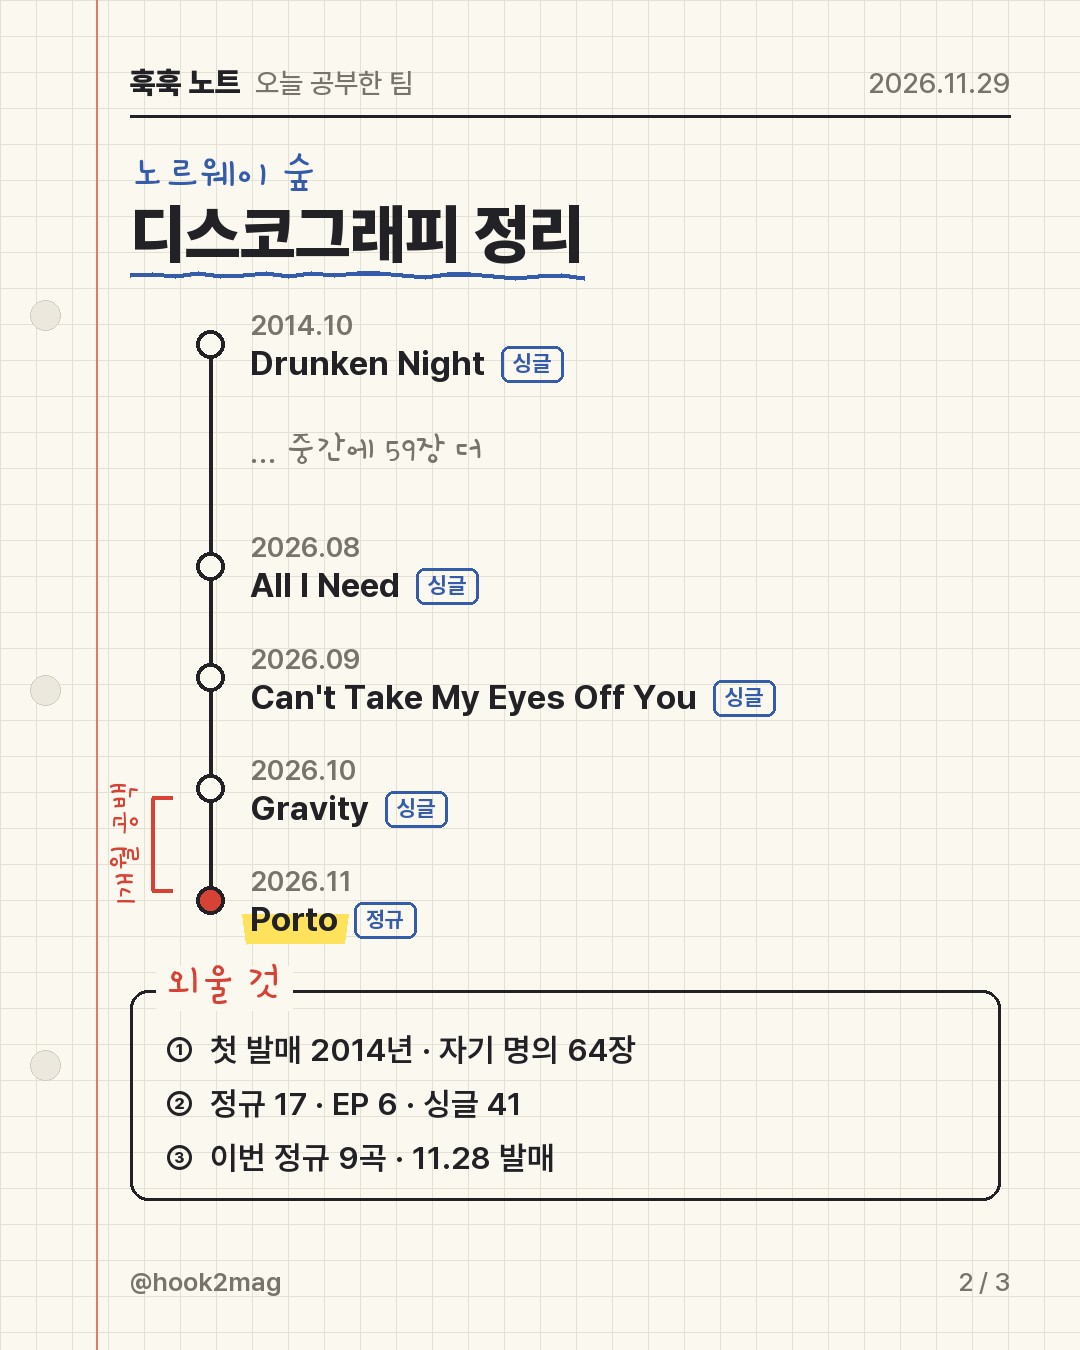 훅훅 노트 오늘 공부한 팀 2026.11.29
노르웨이 숲
디스코그래피 정리
2014.10
Drunken Night 싱글
... 중간에 59장 더
2026.08
All I Need 싱글
2026.09
Can't Take My Eyes Off You 싱글
2026.10
Gravity 싱글
1개월 공백
2026.11
Porto 정규
외울 것
① 첫 발매 2014년 · 자기 명의 64장
② 정규 17 · EP 6 · 싱글 41
③ 이번 정규 9곡 · 11.28 발매
@hook2mag 2 / 3